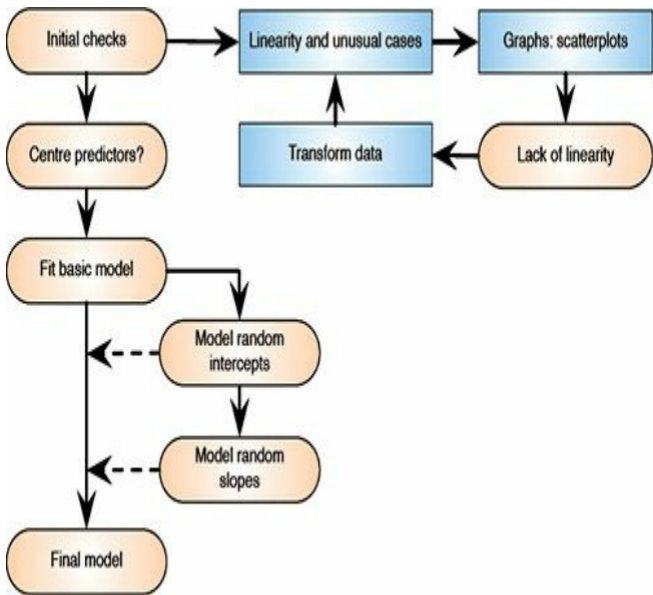 Initial checks
Linearity and unusual cases
Graphs: scatterplots
Centre predictors?
Transform data
Lack of linearity
Fit basic model
Model random
intercepts
Model random
slopes
Final model